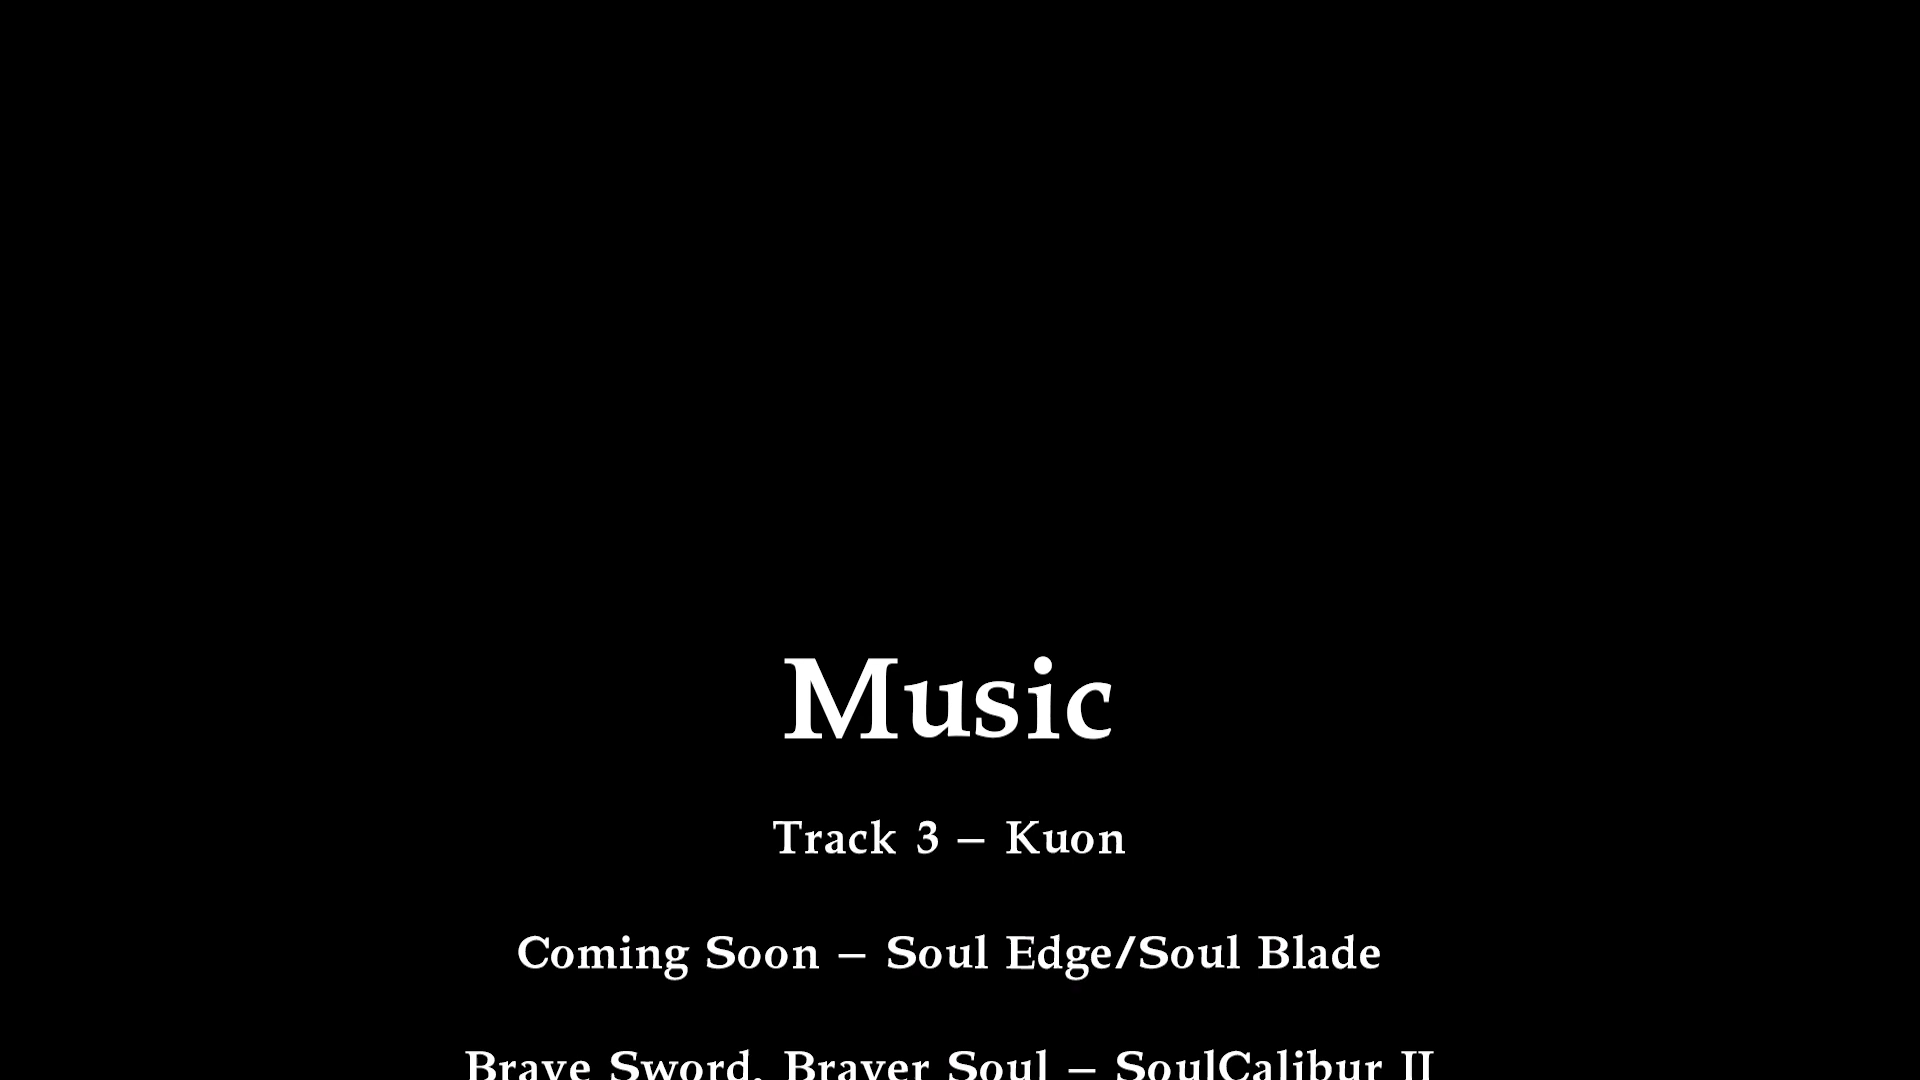 Music
Track 3 – Kuon
Coming Soon – Soul Edge/Soul Blade
Brave Sword, Braver Soul – SoulCalibur II